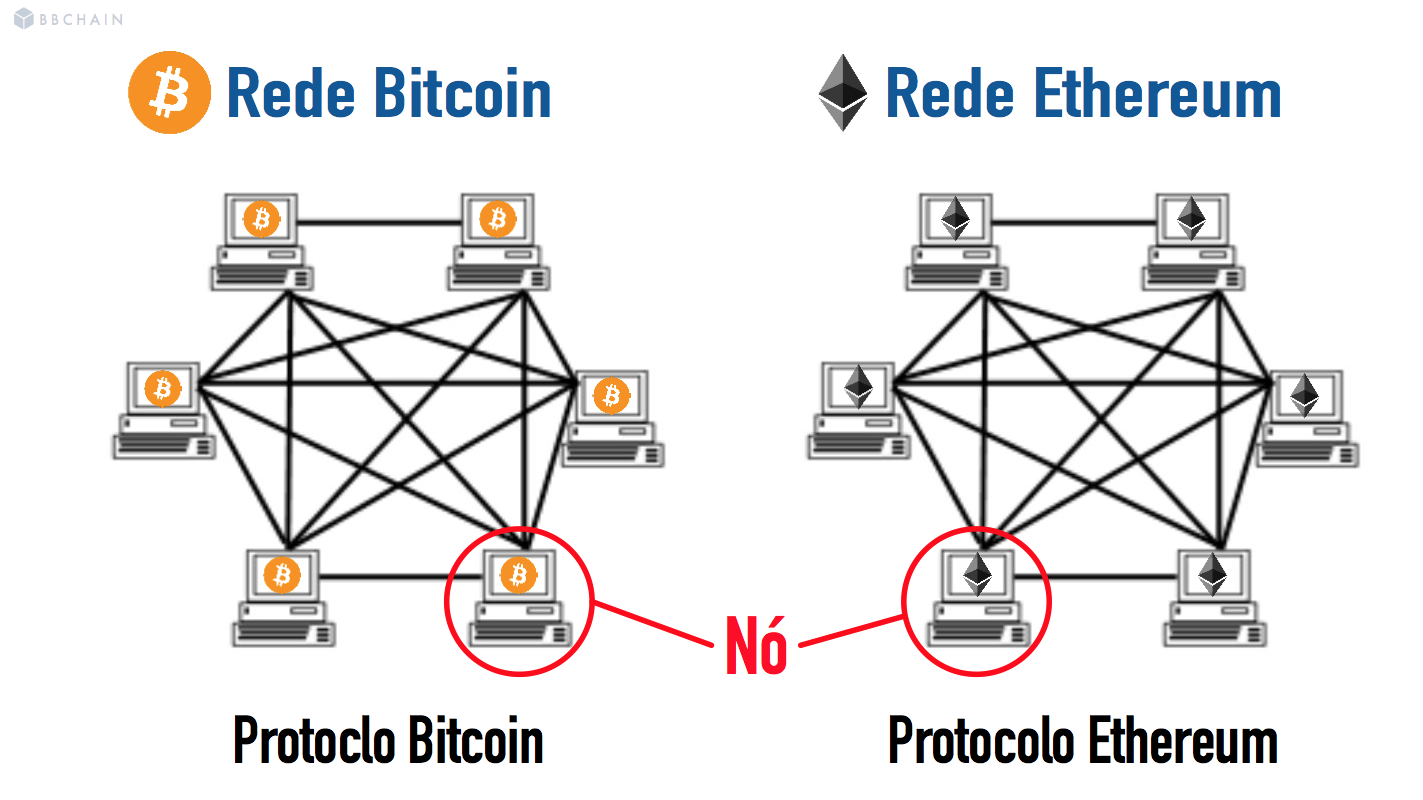 BBCHAIN
Rede Bitcoin
Rede Ethereum
Nó
Protoclo Bitcoin
Protocolo Ethereum